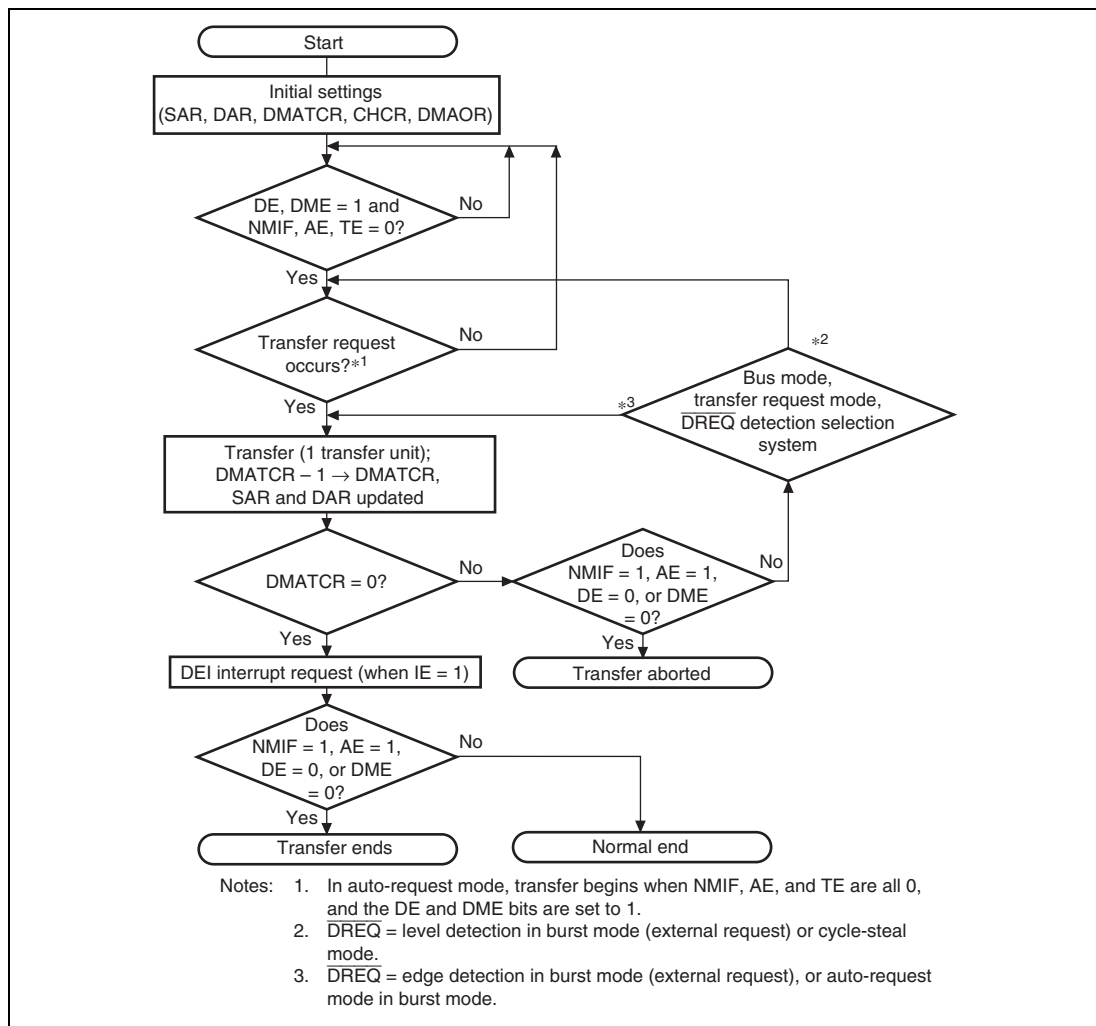 Start
Initial settings
(SAR, DAR, DMATCR, CHCR, DMAOR)
DE, DME = 1 and
NMIF, AE, TE = 0?
No
Yes
Transfer request
occurs?*1
No
Yes
*2
Bus mode,
transfer request mode,
DREQ detection selection
system
*3
Transfer (1 transfer unit);
DMATCR – 1 → DMATCR,
SAR and DAR updated
DMATCR = 0?
No
Yes
Does
NMIF = 1, AE = 1,
DE = 0, or DME
= 0?
No
Yes
Transfer aborted
DEI interrupt request (when IE = 1)
Does
NMIF = 1, AE = 1,
DE = 0, or DME
= 0?
No
Yes
Transfer ends
Normal end
Notes: 1. In auto-request mode, transfer begins when NMIF, AE, and TE are all 0,
and the DE and DME bits are set to 1.
2. DREQ = level detection in burst mode (external request) or cycle-steal
mode.
3. DREQ = edge detection in burst mode (external request), or auto-request
mode in burst mode.